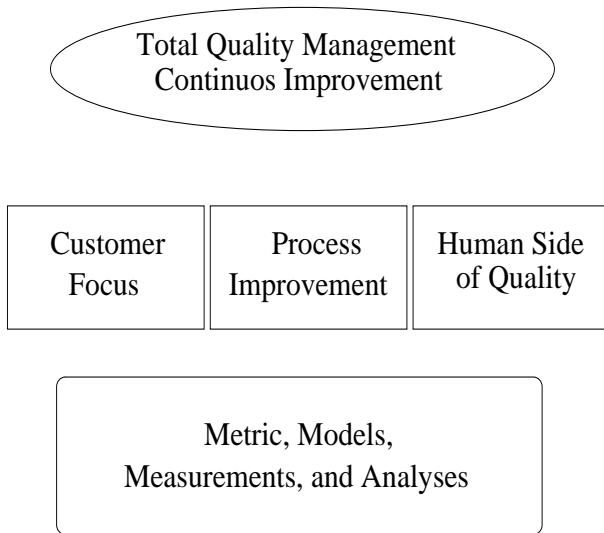 Total Quality Management
Continuos Improvement
Customer
Focus
Process
Improvement
Human Side
of Quality
Metric, Models,
Measurements, and Analyses